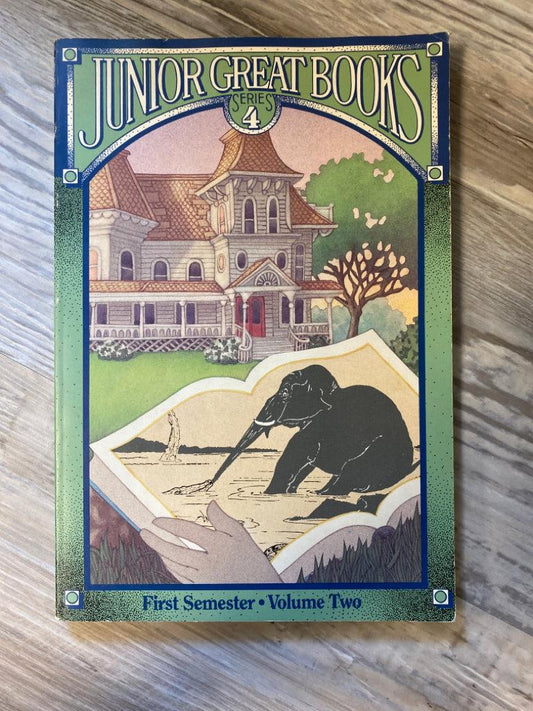 JUNIOR GREAT BOOKS
SERIES
4
First Semester • Volume Two